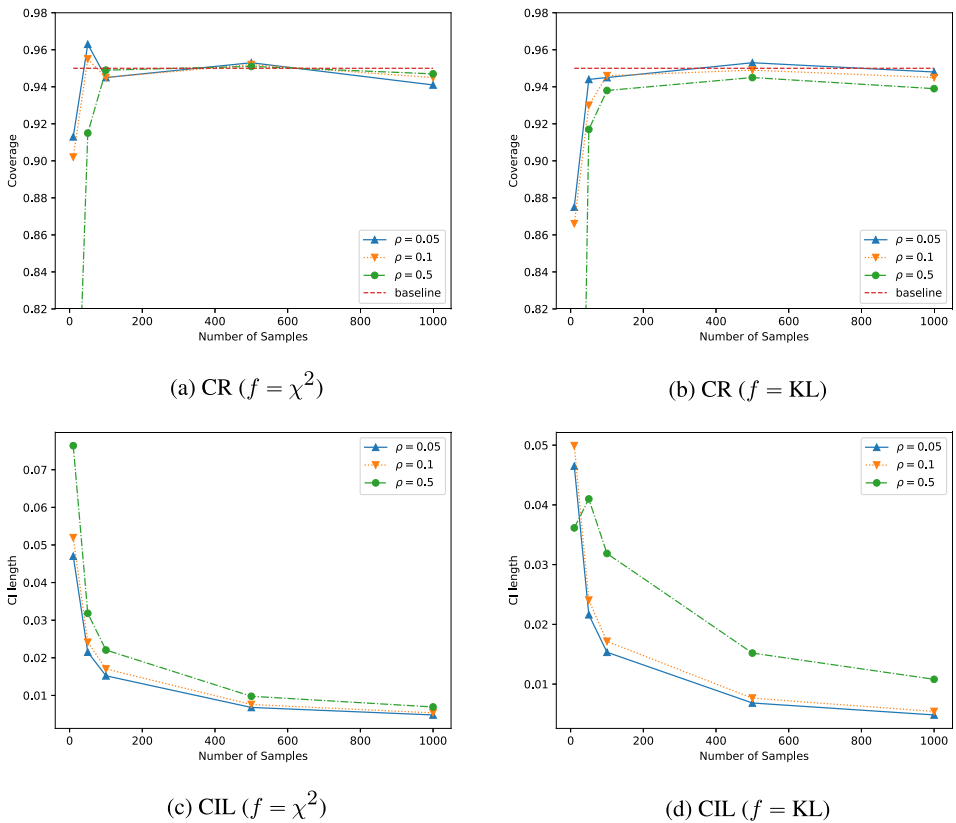 0.98
0.96
0.94
0.92
0.90
0.88
0.86
0.84
0.82
Coverage
0 200 400 600 800 1000
Number of Samples
ρ = 0.05
ρ = 0.1
ρ = 0.5
baseline
(a) CR (f = χ²)
0.98
0.96
0.94
0.92
0.90
0.88
0.86
0.84
0.82
Coverage
0 200 400 600 800 1000
Number of Samples
ρ = 0.05
ρ = 0.1
ρ = 0.5
baseline
(b) CR (f = KL)
0.07
0.06
0.05
0.04
0.03
0.02
0.01
CI length
0 200 400 600 800 1000
Number of Samples
ρ = 0.05
ρ = 0.1
ρ = 0.5
(c) CIL (f = χ²)
0.05
0.04
0.03
0.02
0.01
CI length
0 200 400 600 800 1000
Number of Samples
ρ = 0.05
ρ = 0.1
ρ = 0.5
(d) CIL (f = KL)